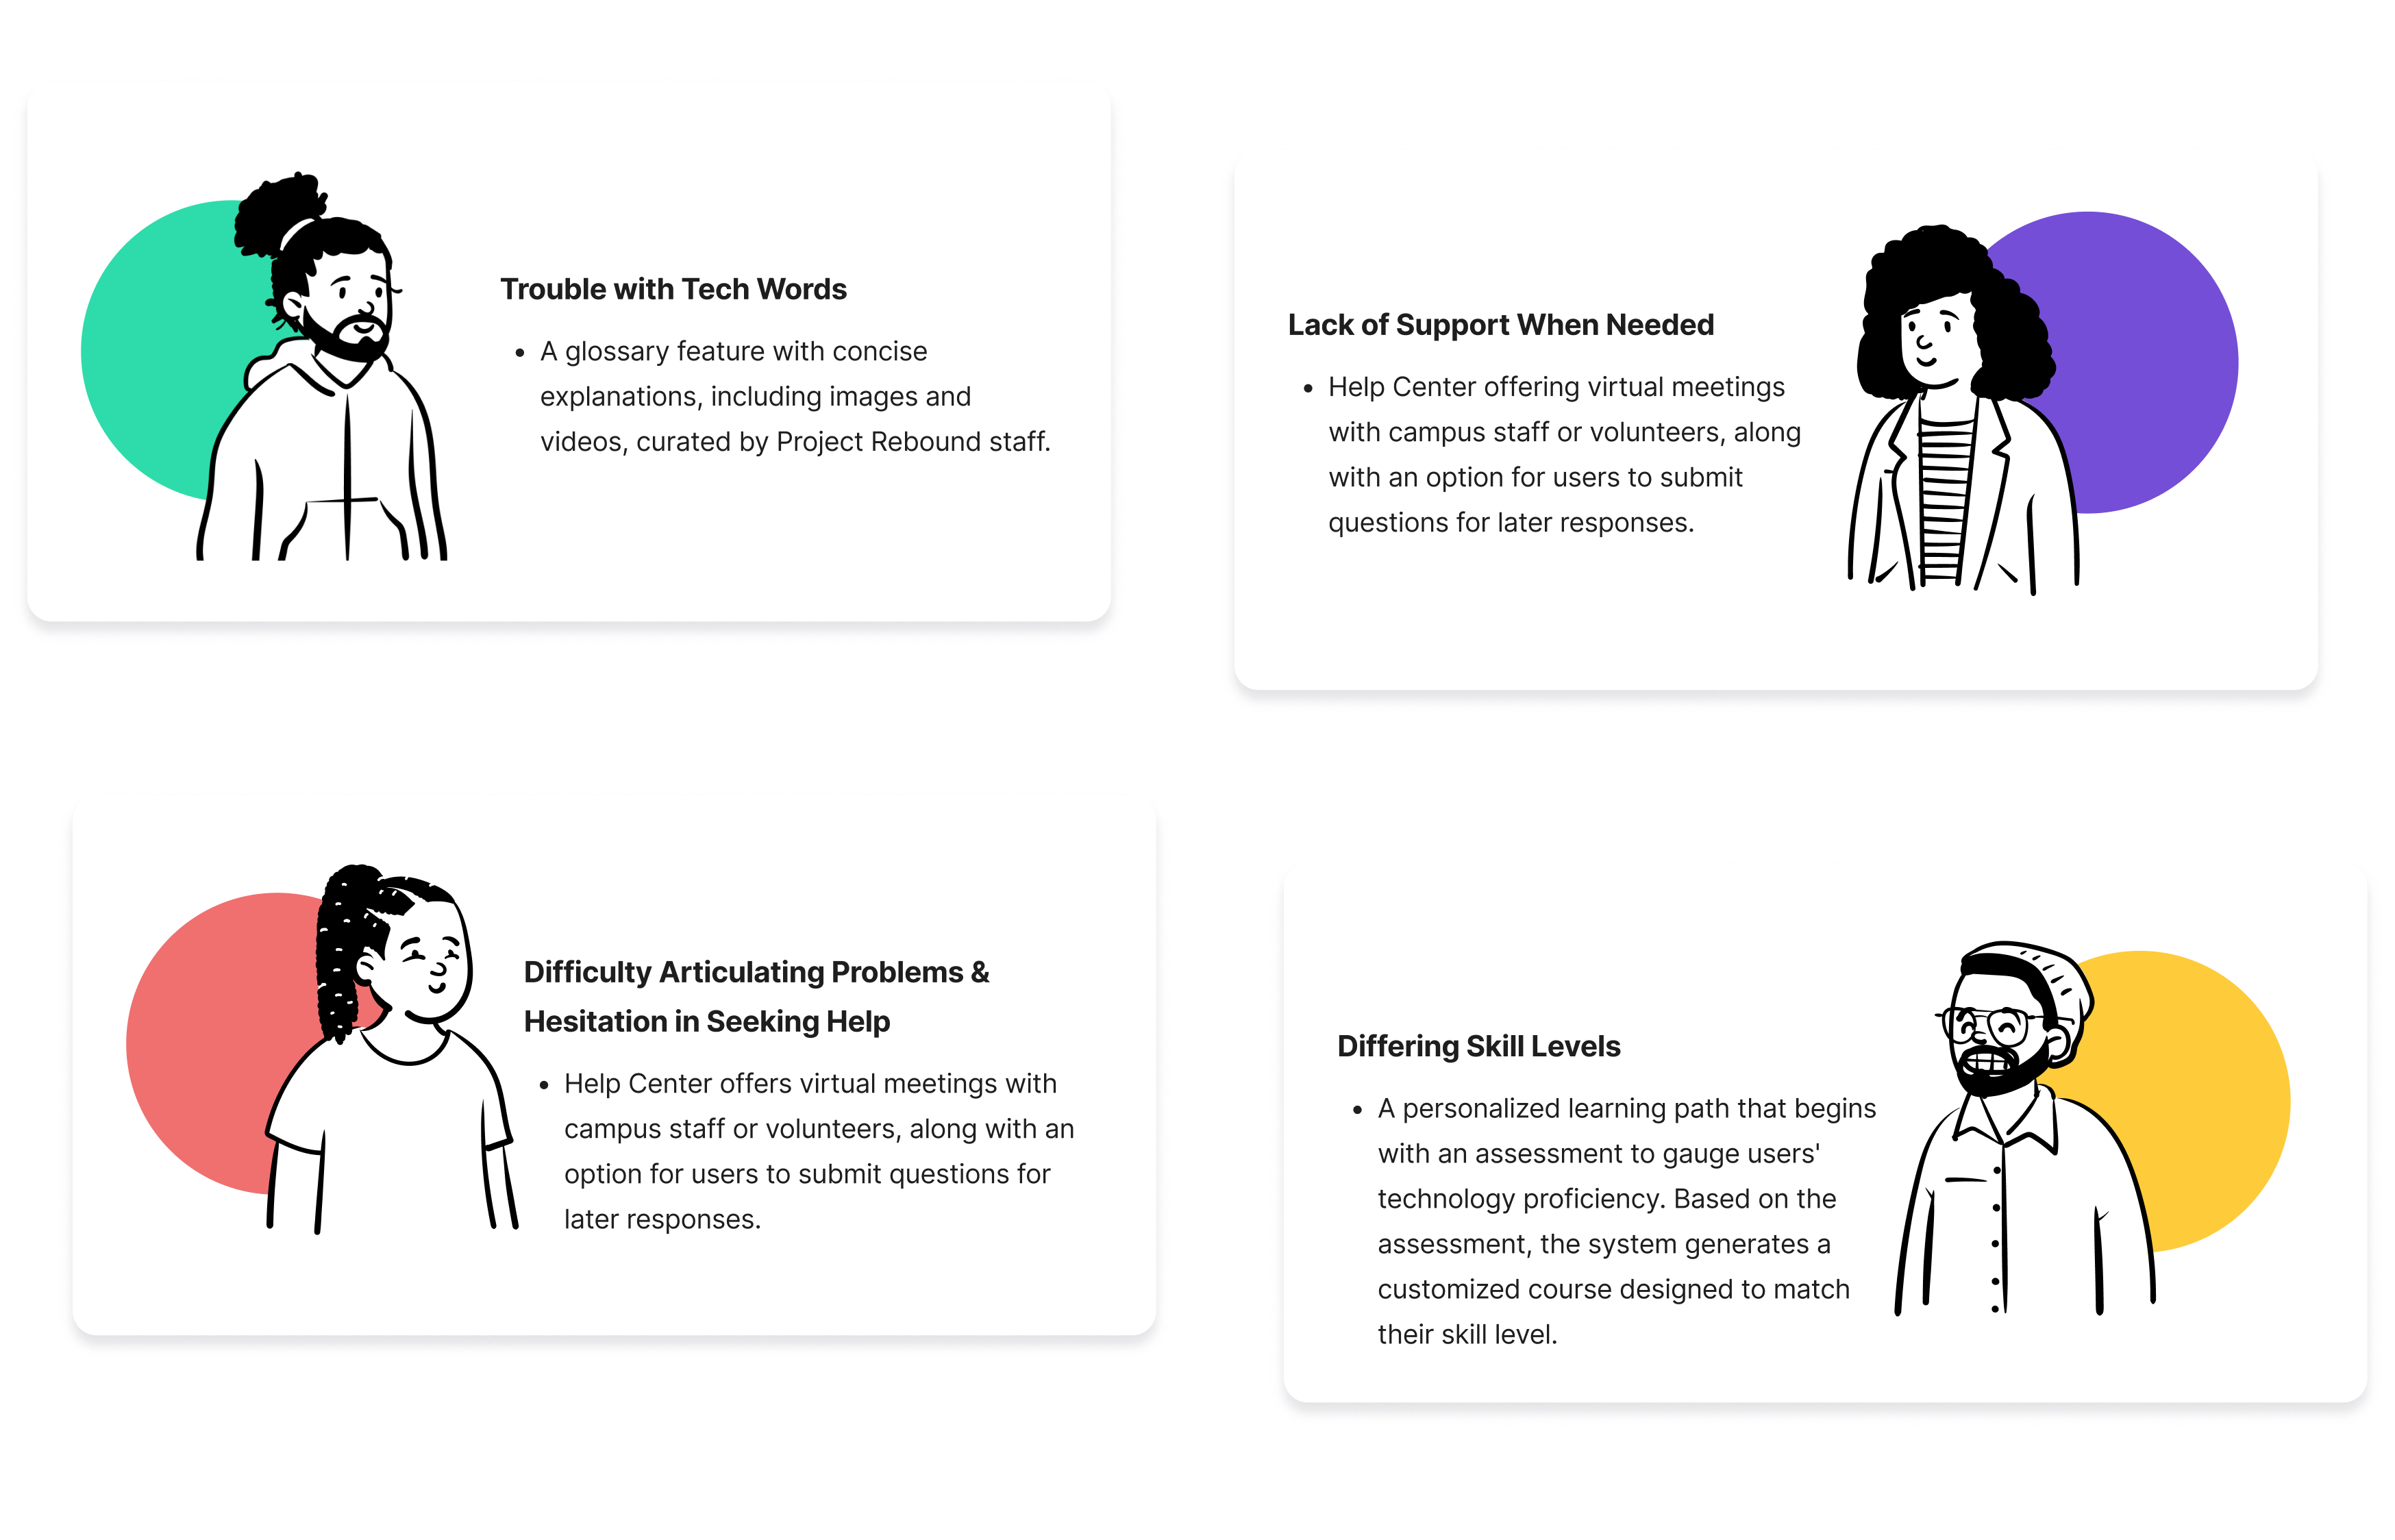 Trouble with Tech Words
• A glossary feature with concise
explanations, including images and
videos, curated by Project Rebound staff.
Lack of Support When Needed
• Help Center offering virtual meetings
with campus staff or volunteers, along
with an option for users to submit
questions for later responses.
Difficulty Articulating Problems &
Hesitation in Seeking Help
• Help Center offers virtual meetings with
campus staff or volunteers, along with an
option for users to submit questions for
later responses.
Differing Skill Levels
• A personalized learning path that begins
with an assessment to gauge users'
technology proficiency. Based on the
assessment, the system generates a
customized course designed to match
their skill level.